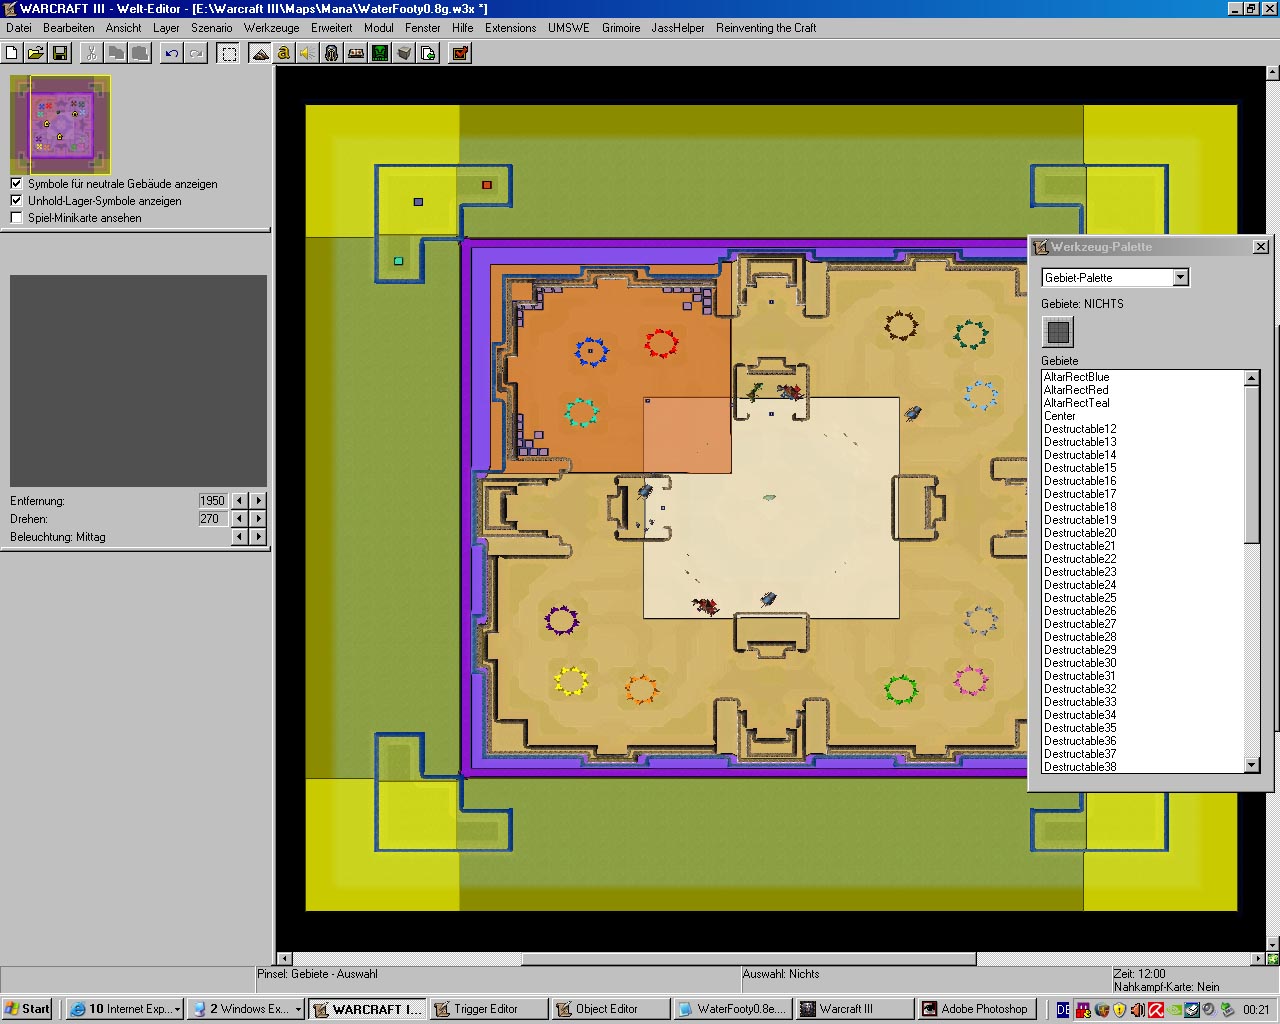 WARCRAFT III - Welt-Editor - [E:\Warcraft III\Maps\Mana\WaterFooty0.8g.w3x *]
Datei Bearbeiten Ansicht Layer Szenario Werkzeuge Erweitert Modul Fenster Hilfe Extensions UMSWE Grimoire JassHelper Reinventing the Craft
Symbole für neutrale Gebäude anzeigen
Unhold-Lager-Symbole anzeigen
Spiel-Minikarte ansehen
Entfernung: 1950
Drehen: 270
Beleuchtung: Mittag
Werkzeug-Palette
Gebiet-Palette
Gebiete: NICHTS
Gebiete
AltarRectBlue
AltarRectRed
AltarRectTeal
Center
Destructable12
Destructable13
Destructable14
Destructable15
Destructable16
Destructable17
Destructable18
Destructable19
Destructable20
Destructable21
Destructable22
Destructable23
Destructable24
Destructable25
Destructable26
Destructable27
Destructable28
Destructable29
Destructable30
Destructable31
Destructable32
Destructable33
Destructable34
Destructable35
Destructable36
Destructable37
Destructable38
Pinsel: Gebiete - Auswahl
Auswahl: Nichts
Zeit: 12:00
Nahkampf-Karte: Nein
Start
10 Internet Exp...
2 Windows Ex...
WARCRAFT I...
Trigger Editor
Object Editor
WaterFooty0.8e....
Warcraft III
Adobe Photoshop
DE
00:21